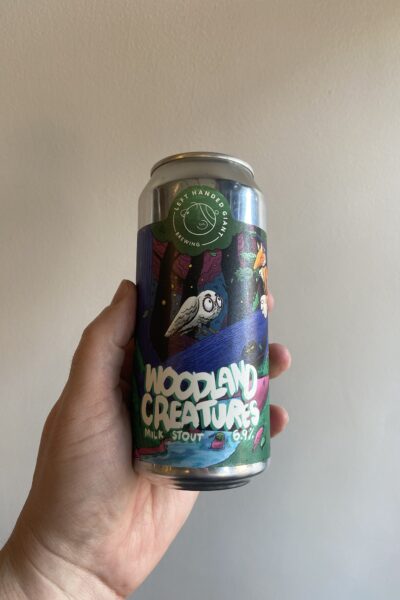 LEFT HANDED GIANT
BREWING
WOODLAND
CREATURES
MILK STOUT 6.9%